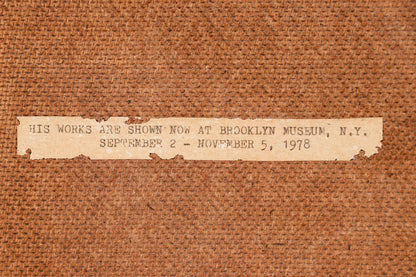 HIS WORKS ARE SHOWN NOW AT BROOKLYN MUSEUM, N.Y.
SEPTEMBER 2 - NOVEMBER 5, 1978